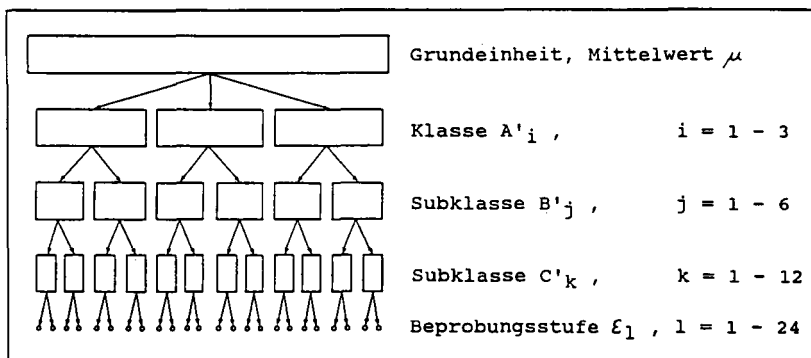 Grundeinheit, Mittelwert μ
Klasse A'i , i = 1 - 3
Subklasse B'j , j = 1 - 6
Subklasse C'k , k = 1 - 12
Beprobungsstufe εl , l = 1 - 24